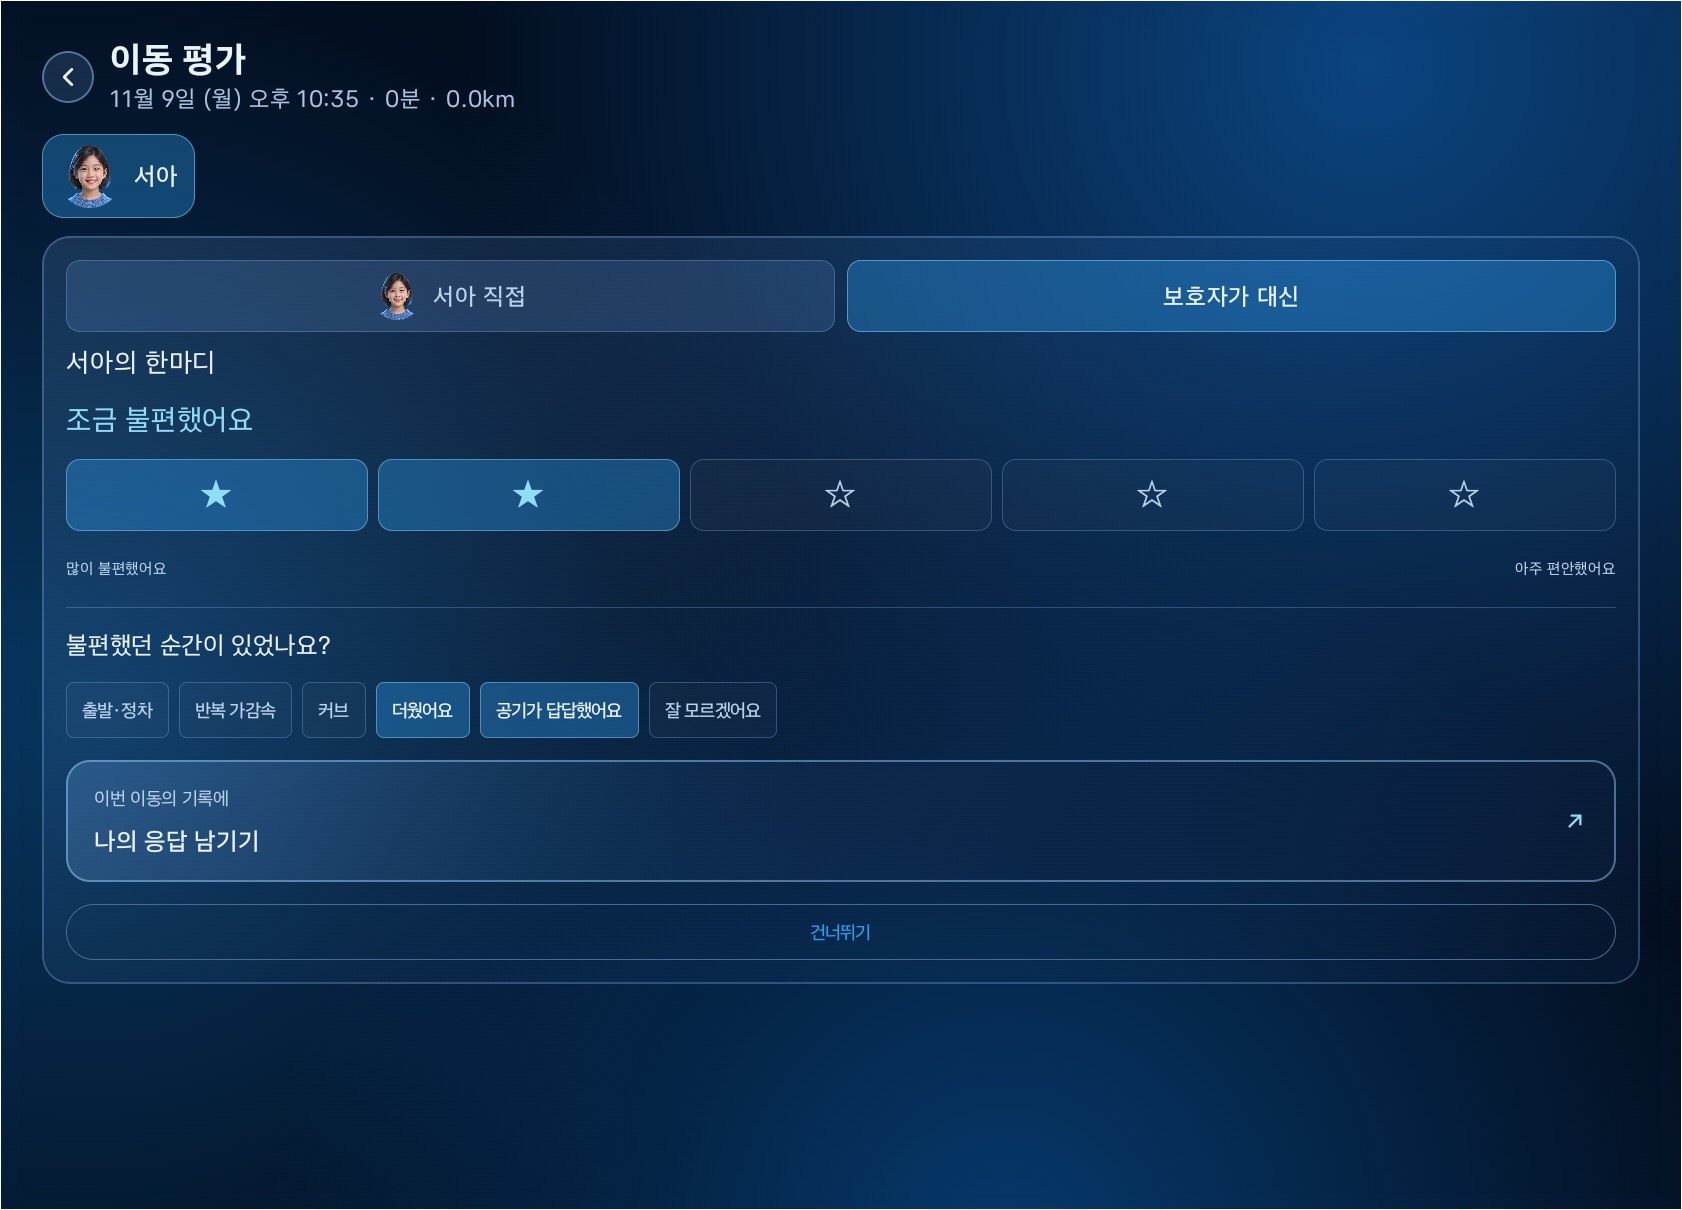 이동 평가
11월 9일 (월) 오후 10:35 · 0분 · 0.0km
서아
서아 직접
보호자가 대신
서아의 한마디
조금 불편했어요
★ ★ ☆ ☆ ☆
많이 불편했어요
아주 편안했어요
불편했던 순간이 있었나요?
출발·정차
반복 가감속
커브
더웠어요
공기가 답답했어요
잘 모르겠어요
이번 이동의 기록에
나의 응답 남기기
건너뛰기